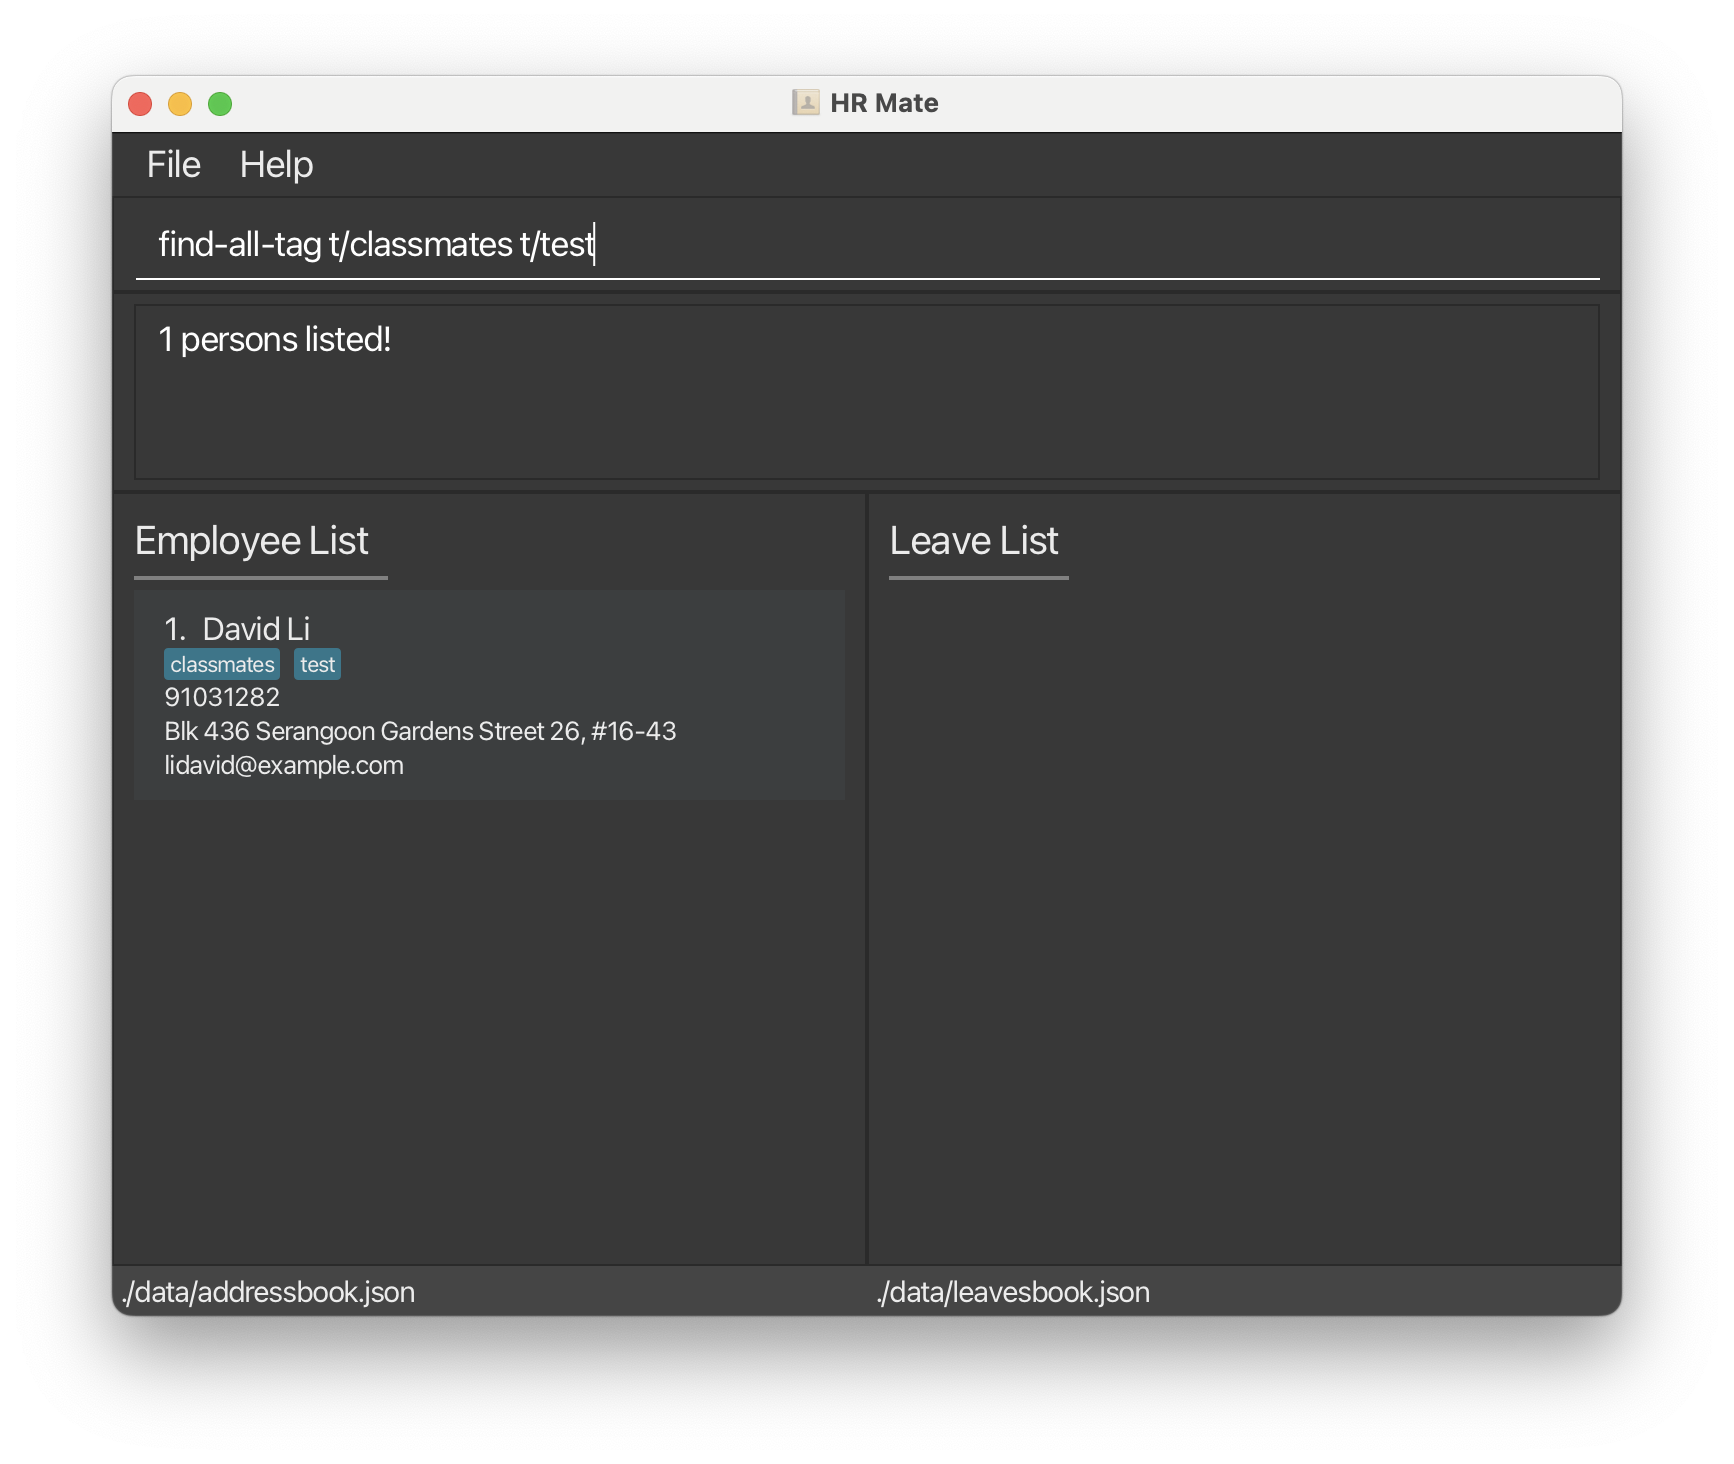 HR Mate
File Help
find-all-tag t/classmates t/test
1 persons listed!
Employee List
1. David Li
classmates test
91031282
Blk 436 Serangoon Gardens Street 26, #16-43
lidavid@example.com
Leave List
./data/addressbook.json
./data/leavesbook.json